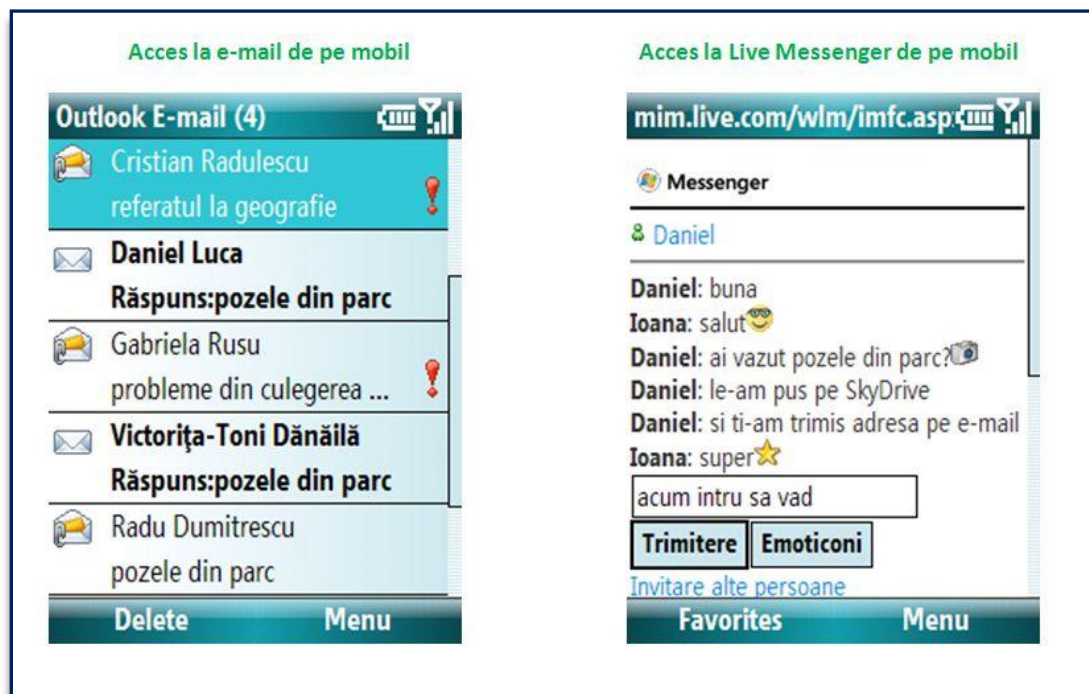 Acces la e-mail de pe mobil
Outlook E-mail (4)
Cristian Radulescu
referatul la geografie
Daniel Luca
Răspuns:pozele din parc
Gabriela Rusu
probleme din culegerea ...
Victoriţa-Toni Dănăilă
Răspuns:pozele din parc
Radu Dumitrescu
pozele din parc
Delete Menu
Acces la Live Messenger de pe mobil
mim.live.com/wlm/imfc.asp
Messenger
Daniel
Daniel: buna
Ioana: salut
Daniel: ai vazut pozele din parc?
Daniel: le-am pus pe SkyDrive
Daniel: si ti-am trimis adresa pe e-mail
Ioana: super
acum intru sa vad
Trimitere Emoticoni
Invitare alte persoane
Favorites Menu